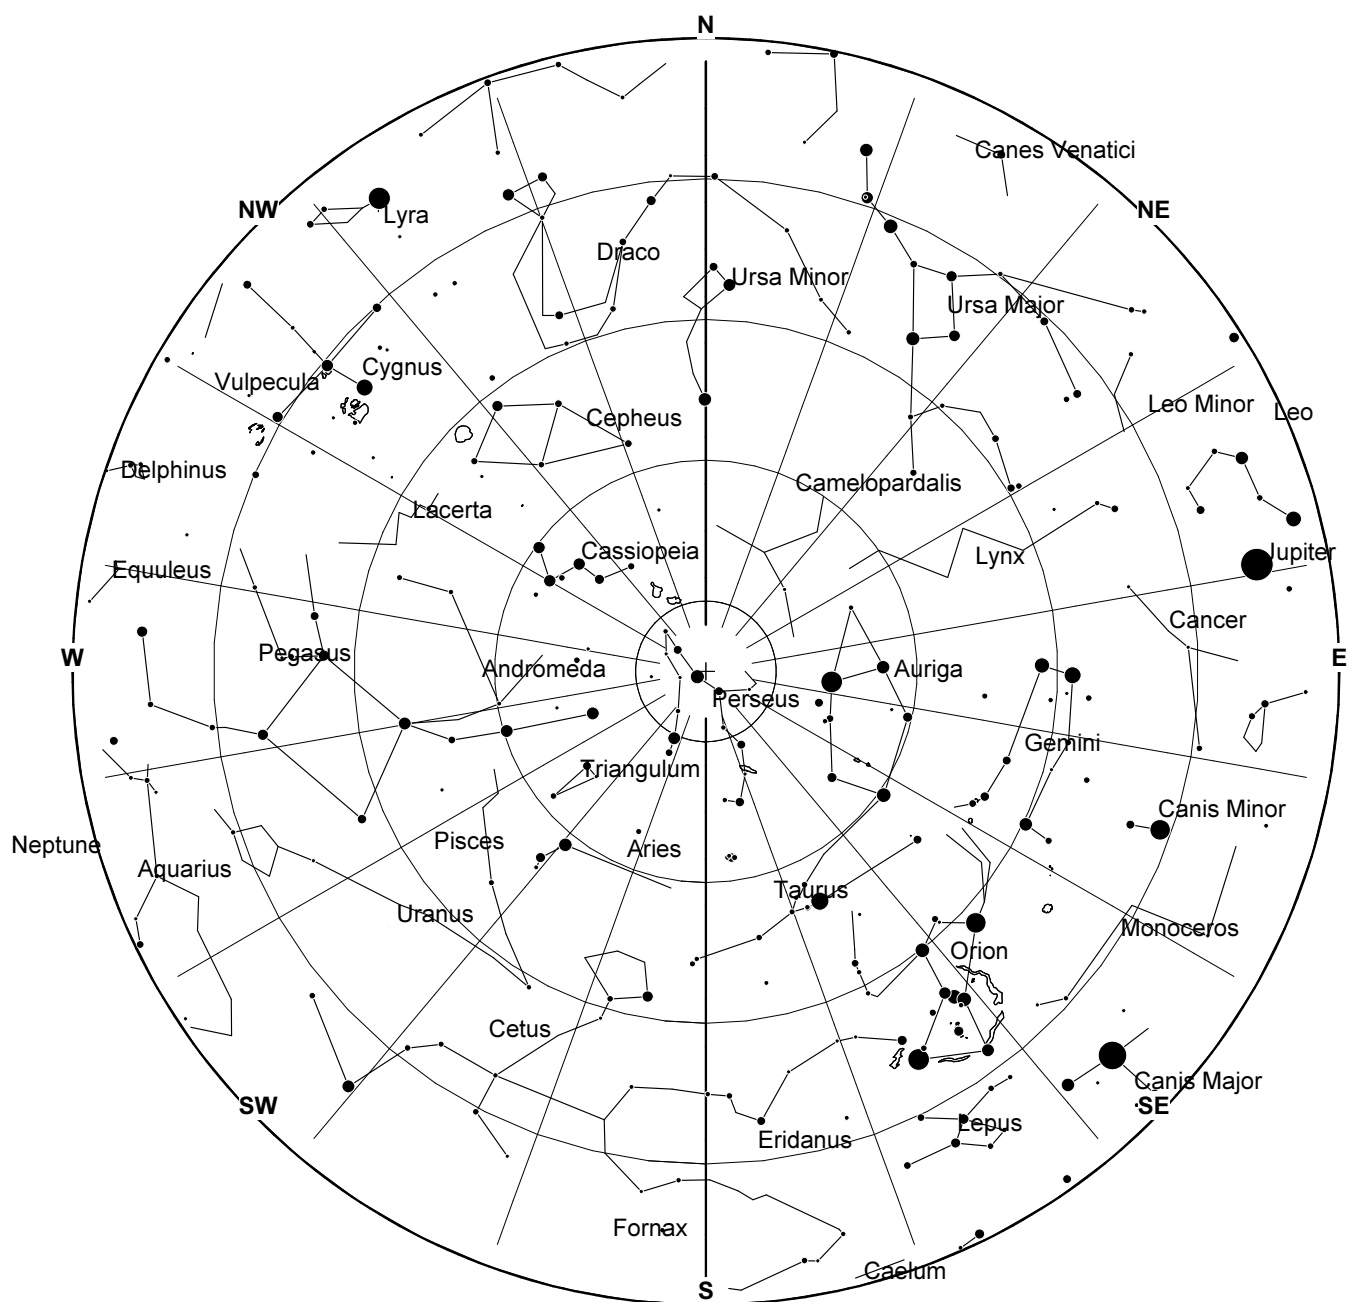 N
Canes Venatici
NW
NE
Lyra
Draco
Ursa Minor
Ursa Major
Cygnus
Vulpecula
Leo Minor
Leo
Cepheus
Delphinus
Camelopardalis
Lacerta
Cassiopeia
Lynx
Jupiter
Equuleus
Cancer
W
Pegasus
Andromeda
Auriga
E
Perseus
Gemini
Triangulum
Canis Minor
Neptune
Pisces
Aries
Aquarius
Taurus
Uranus
Monoceros
Orion
Cetus
Canis Major
SW
SE
Lepus
Eridanus
Fornax
Caelum
S